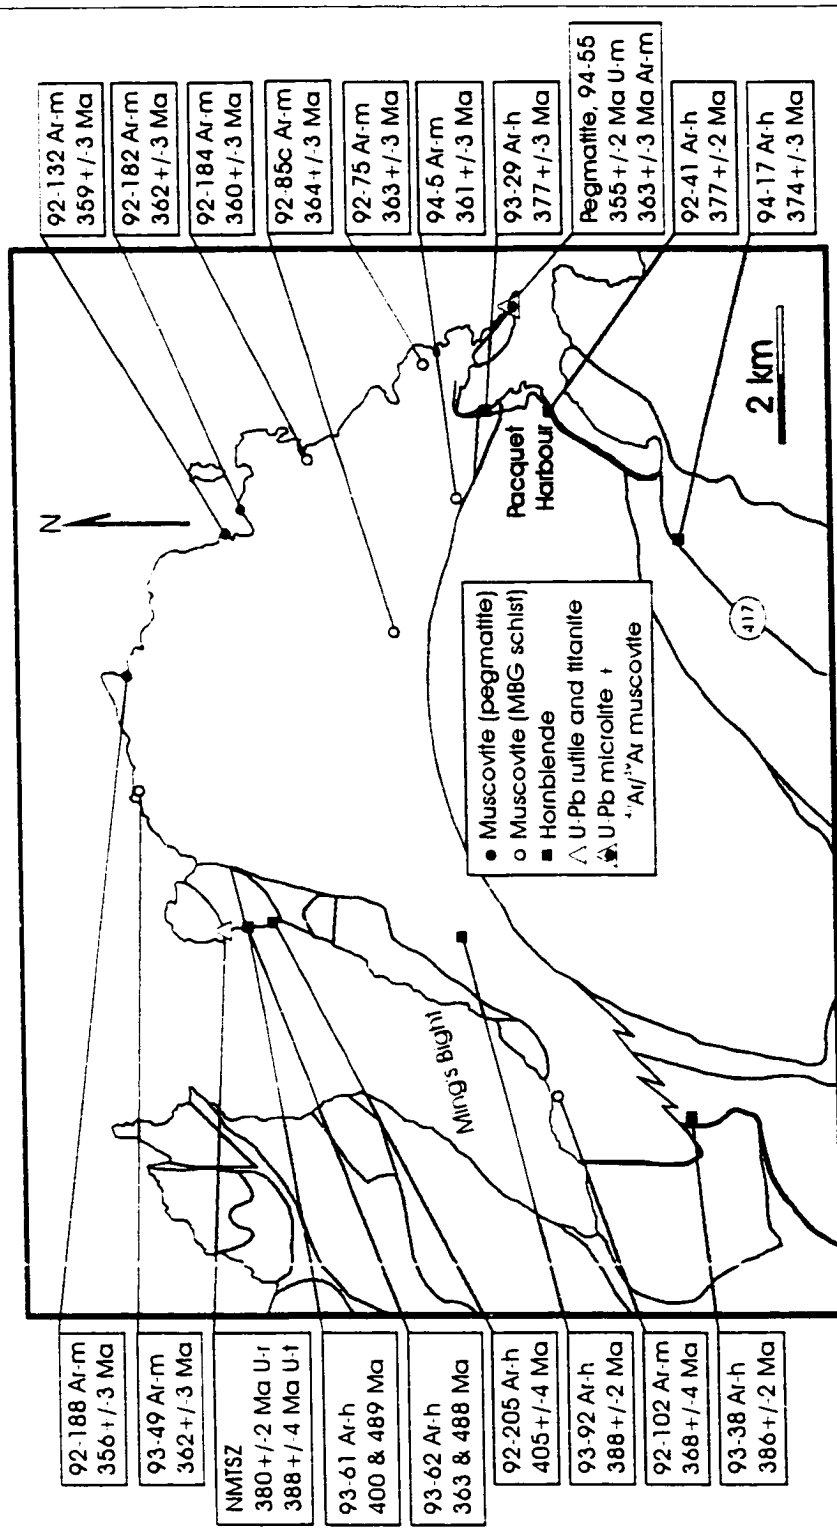 92-188 Ar-m
356+/-3 Ma
93-49 Ar-m
362+/-3 Ma
NMTSZ
380+/-2 Ma U-r
388+/-4 Ma U-t
93-61 Ar-h
400 & 489 Ma
93-62 Ar-h
363 & 488 Ma
92-205 Ar-h
405+/-4 Ma
93-92 Ar-h
388+/-2 Ma
92-102 Ar-m
368+/-4 Ma
93-38 Ar-h
386+/-2 Ma
N
Ming's Bight
Pacquet
Harbour
417
2 km
Muscovite (pegmatite)
Muscovite (MBG schist)
Hornblende
U-Pb rutile and titanite
U-Pb microlite +
⁴⁰Ar/³⁹Ar muscovite
92-132 Ar-m
359+/-3 Ma
92-182 Ar-m
362+/-3 Ma
92-184 Ar-m
360+/-3 Ma
92-85c Ar-m
364+/-3 Ma
92-75 Ar-m
363+/-3 Ma
94-5 Ar-m
361+/-3 Ma
93-29 Ar-h
377+/-3 Ma
Pegmatite, 94-55
355+/-2 Ma U-m
363+/-3 Ma Ar-m
92-41 Ar-h
377+/-2 Ma
94-17 Ar-h
374+/-3 Ma